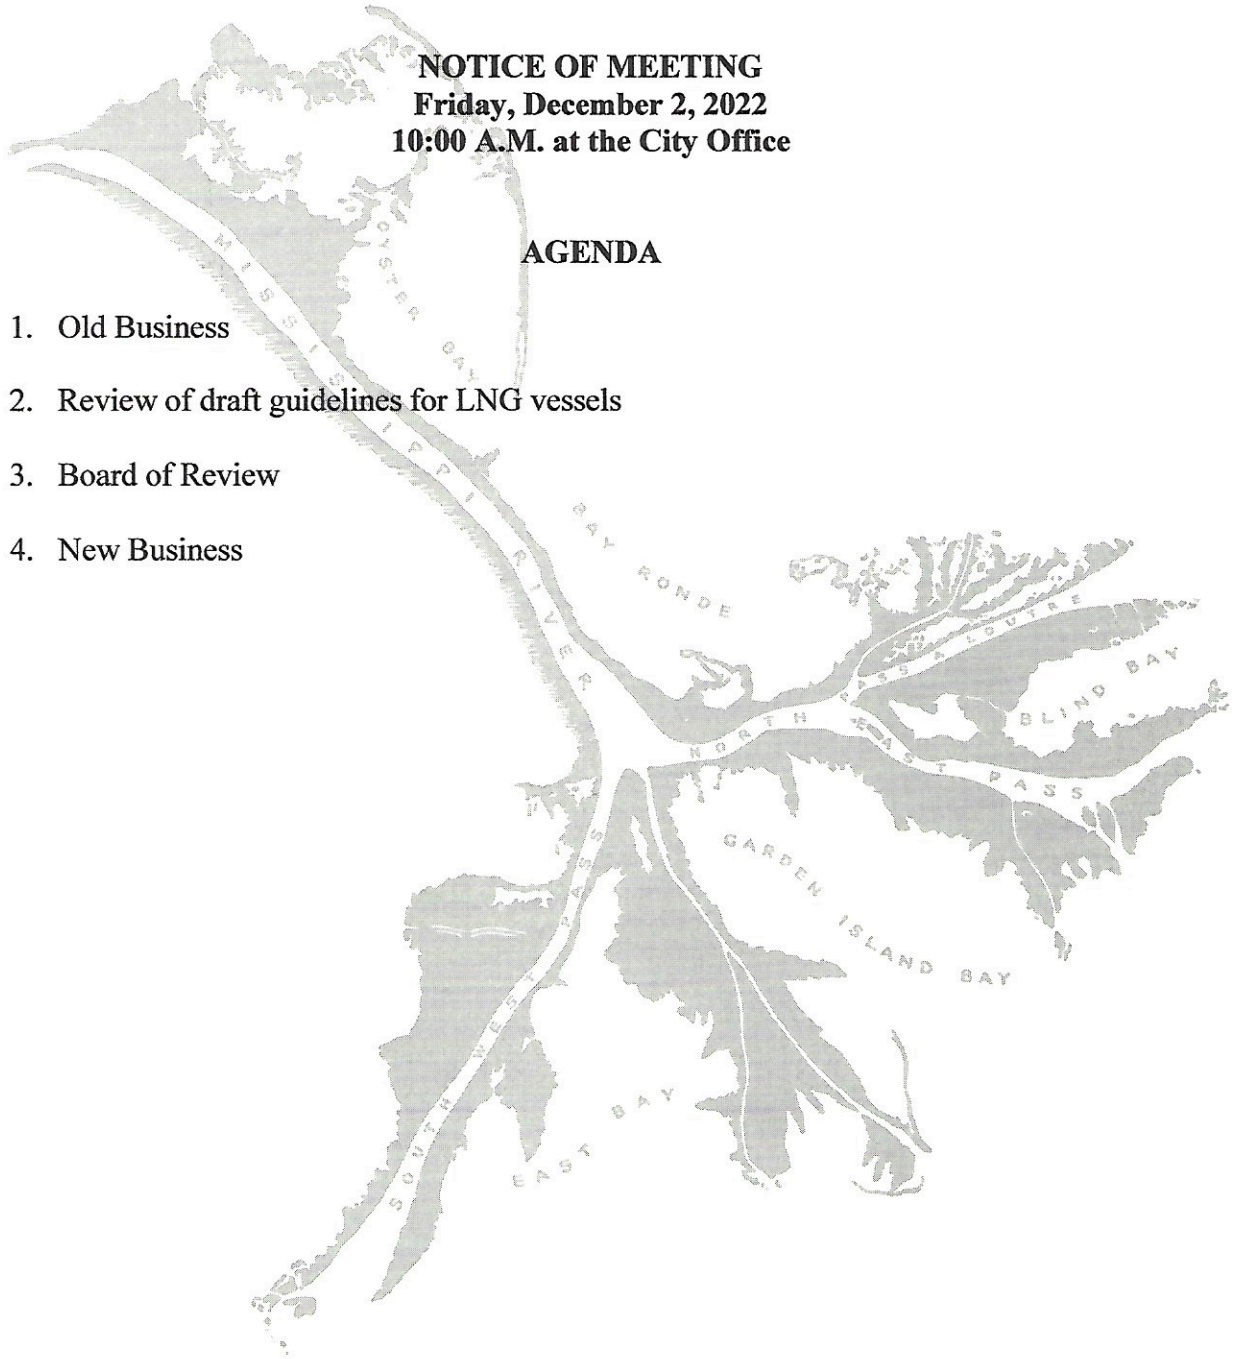 NOTICE OF MEETING
Friday, December 2, 2022
10:00 A.M. at the City Office
AGENDA
1. Old Business
2. Review of draft guidelines for LNG vessels
3. Board of Review
4. New Business
MISSISSIPPI RIVER
OYSTER BAY
BAY RONDE
PASS A LOUTRE
BLIND BAY
NORTH EAST PASS
GARDEN ISLAND BAY
SOUTH WEST PASS
EAST BAY